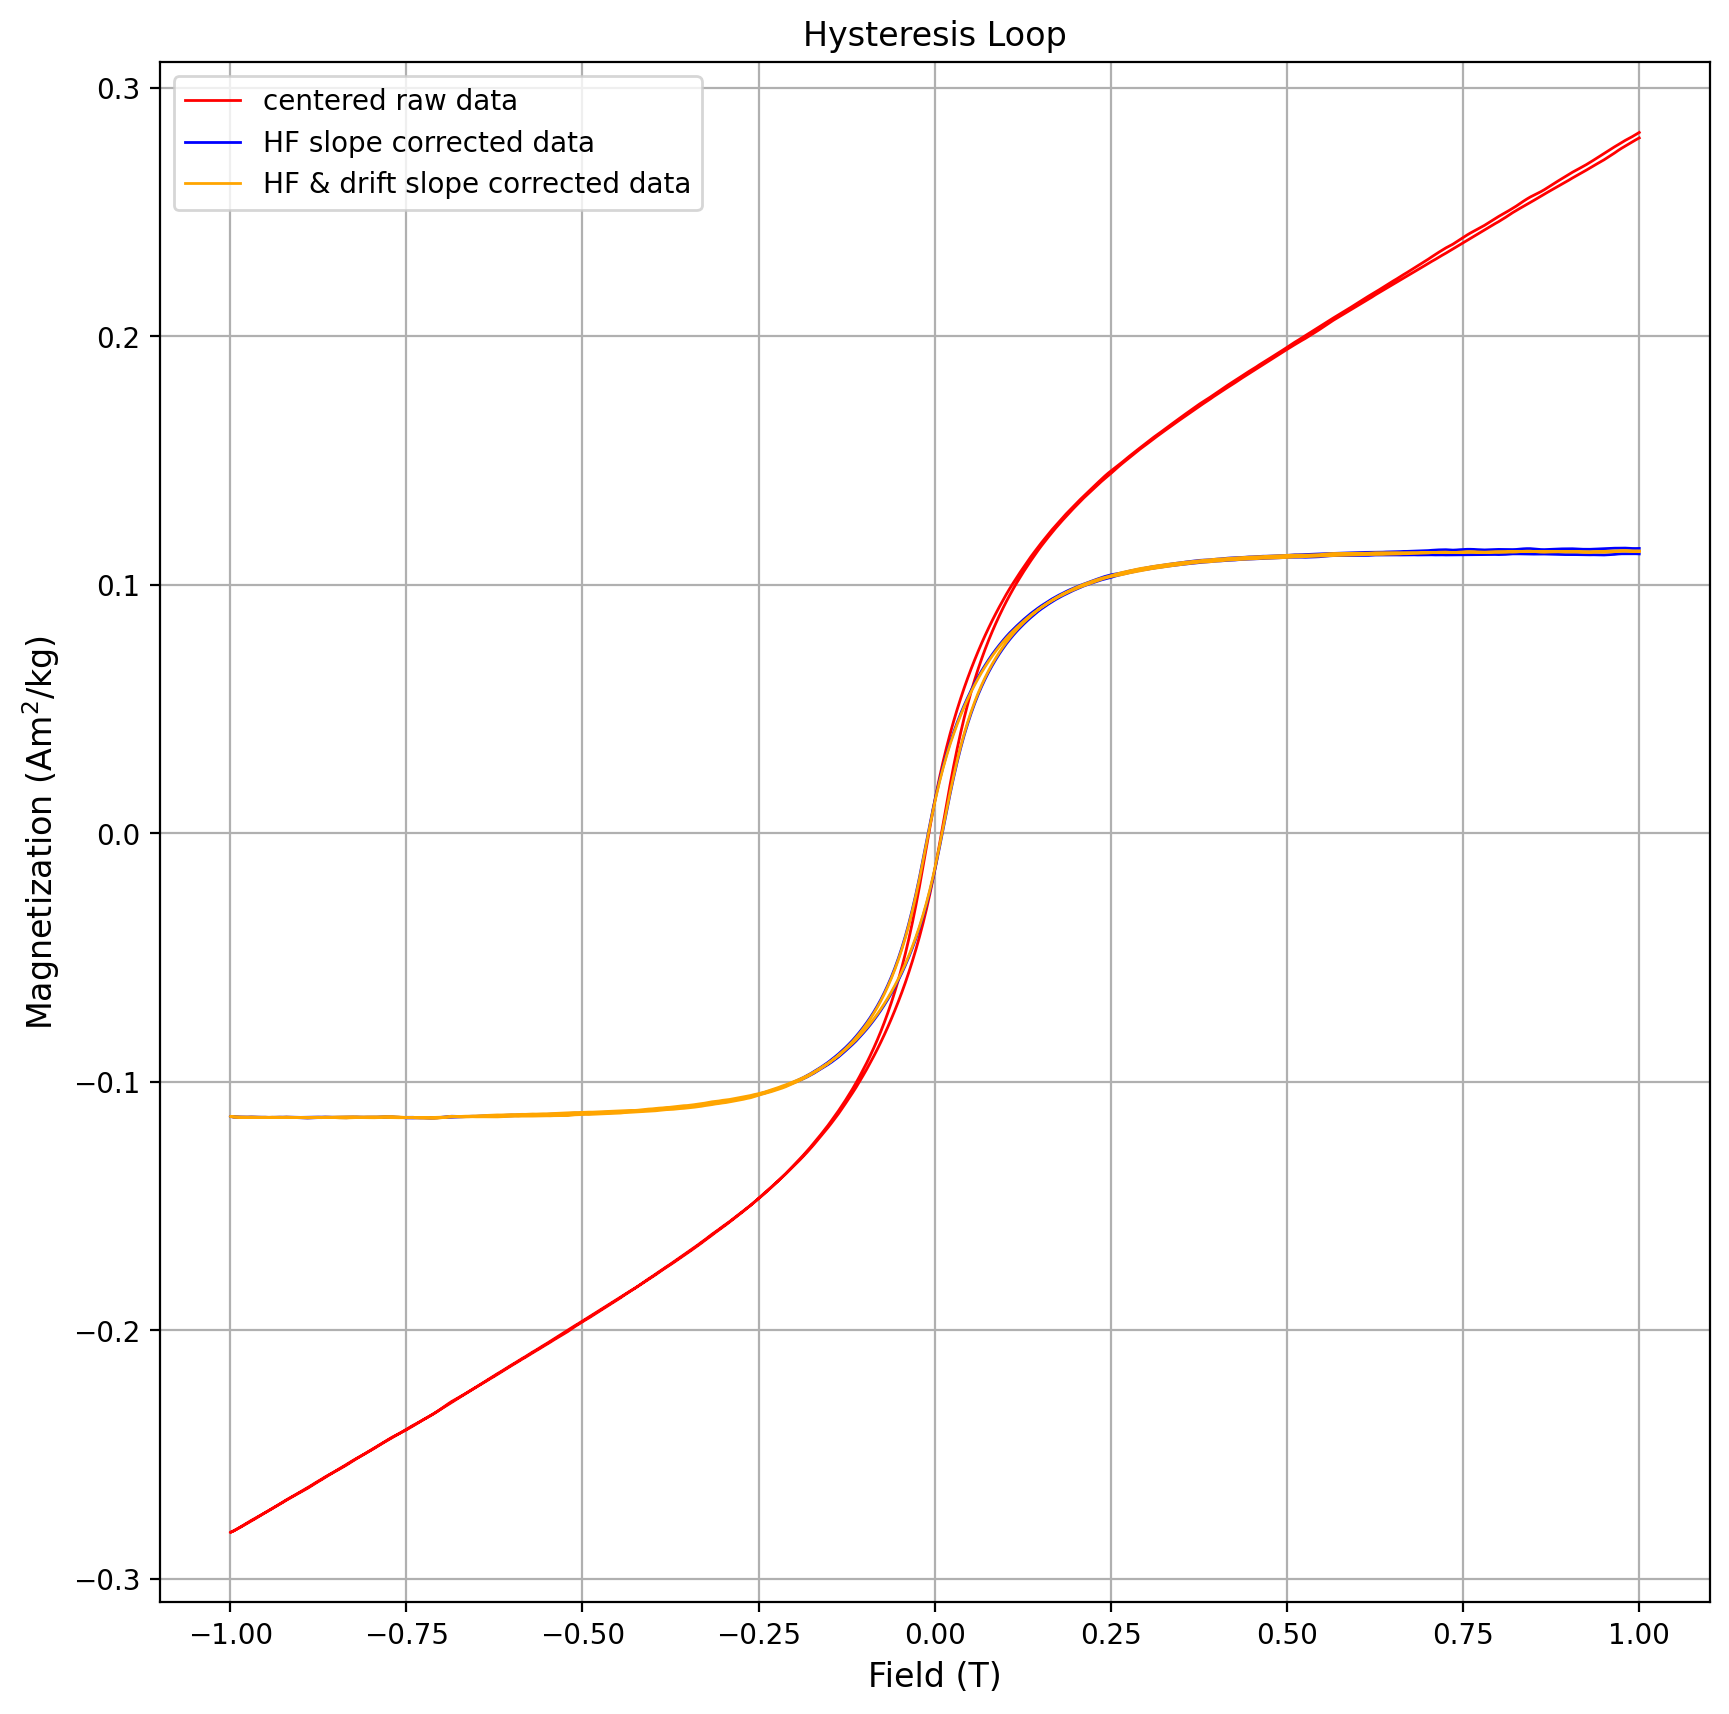 Hysteresis Loop
centered raw data
HF slope corrected data
HF & drift slope corrected data
0.3
0.2
0.1
0.0
−0.1
−0.2
−0.3
Magnetization (Am²/kg)
−1.00 −0.75 −0.50 −0.25 0.00 0.25 0.50 0.75 1.00
Field (T)